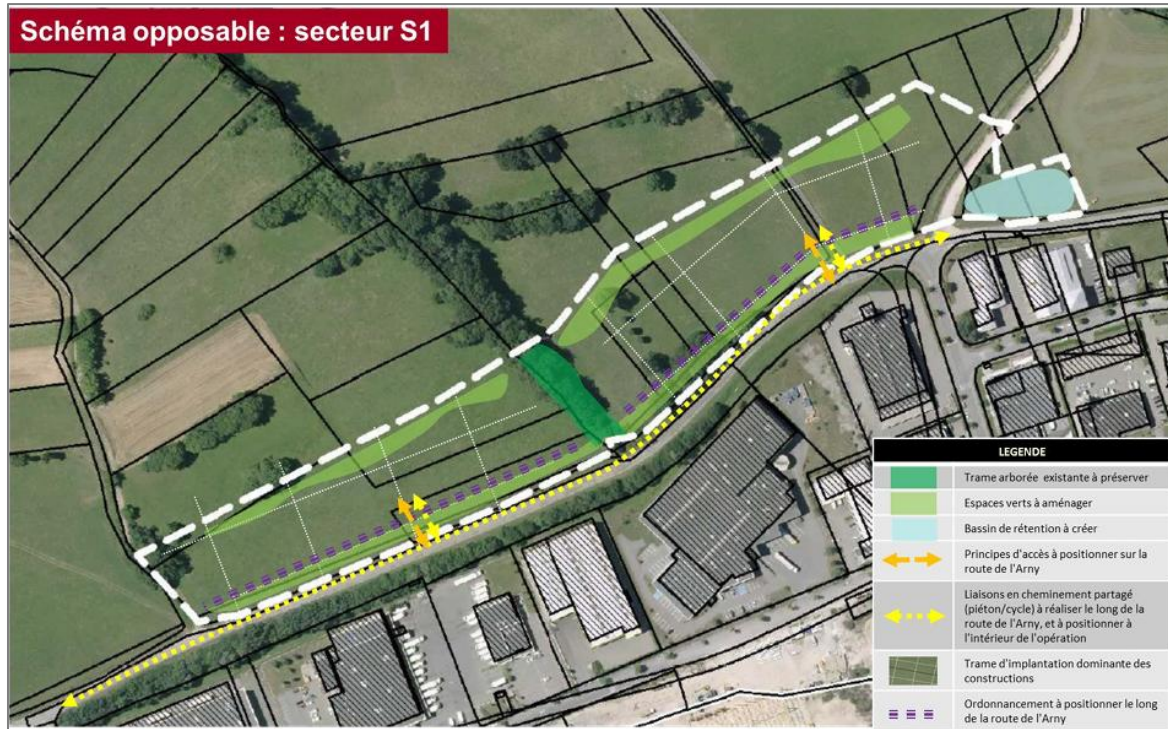 Schéma opposable : secteur S1
LEGENDE
Trame arborée existante à préserver
Espaces verts à aménager
Bassin de rétention à créer
Principes d'accès à positionner sur la
route de l'Arny
Liaisons en cheminement partagé
(piéton/cycle) à réaliser le long de la
route de l'Arny, et à positionner à
l'intérieur de l'opération
Trame d'implantation dominante des
constructions
Ordonnancement à positionner le long
de la route de l'Arny